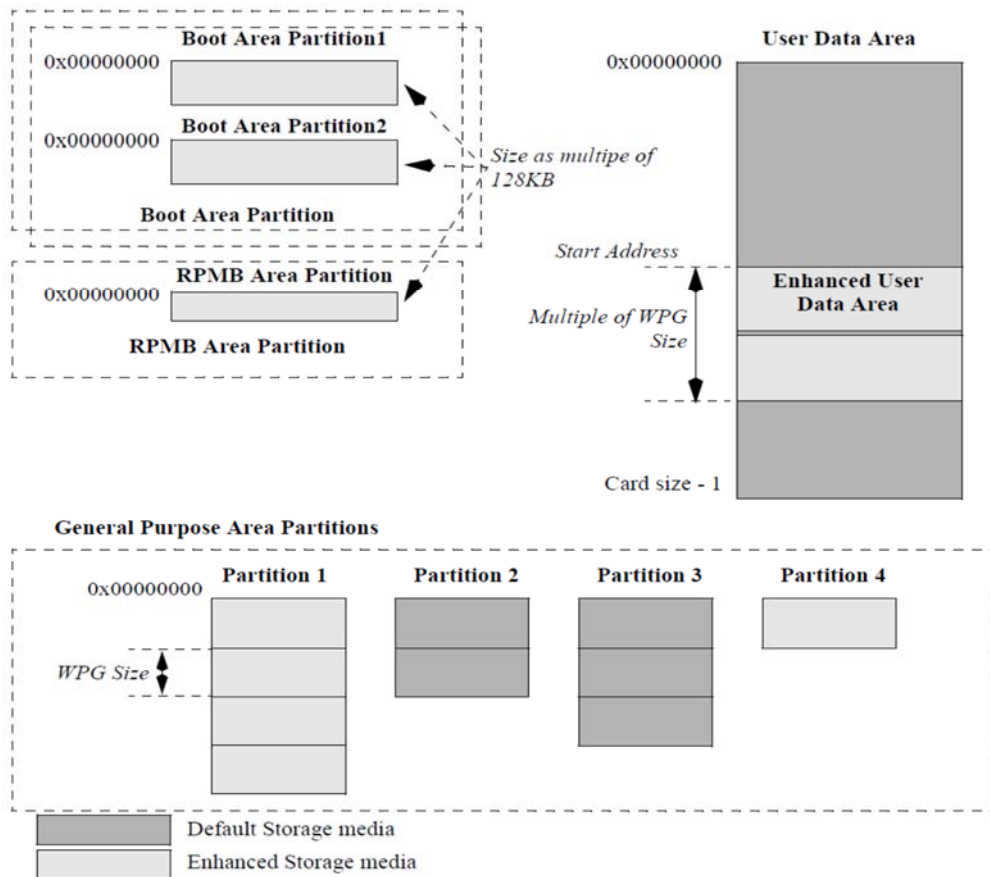 Boot Area Partition1
0x00000000
Boot Area Partition2
0x00000000
Boot Area Partition
Size as multipe of
128KB
RPMB Area Partition
0x00000000
RPMB Area Partition
User Data Area
0x00000000
Start Address
Enhanced User
Data Area
Multiple of WPG
Size
Card size - 1
General Purpose Area Partitions
0x00000000
Partition 1
Partition 2
Partition 3
Partition 4
WPG Size
Default Storage media
Enhanced Storage media